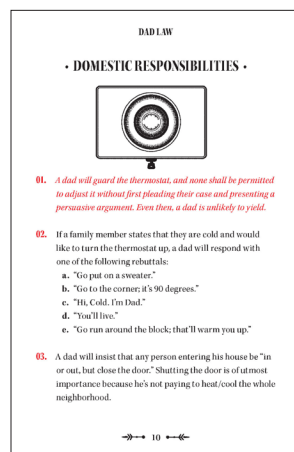 DAD LAW
• DOMESTIC RESPONSIBILITIES •
01. A dad will guard the thermostat, and none shall be permitted
to adjust it without first pleading their case and presenting a
persuasive argument. Even then, a dad is unlikely to yield.
02. If a family member states that they are cold and would
like to turn the thermostat up, a dad will respond with
one of the following rebuttals:
a. "Go put on a sweater."
b. "Go to the corner; it's 90 degrees."
c. "Hi, Cold. I'm Dad."
d. "You'll live."
e. "Go run around the block; that'll warm you up."
03. A dad will insist that any person entering his house be "in
or out, but close the door." Shutting the door is of utmost
importance because he's not paying to heat/cool the whole
neighborhood.
10